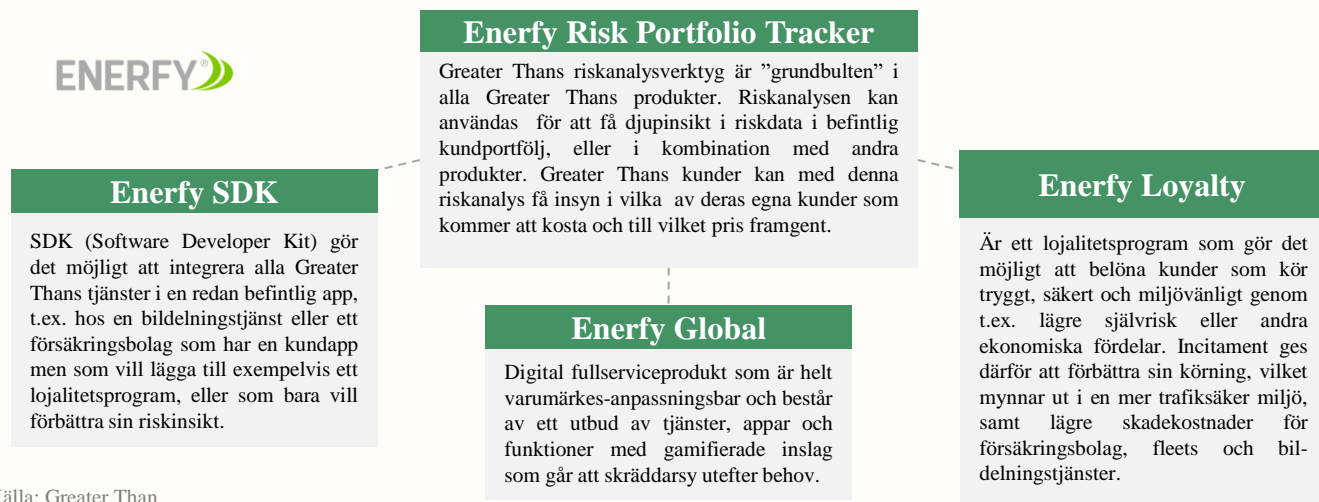 ENERFY®
Enerfy Risk Portfolio Tracker
Greater Thans riskanalysverktyg är ”grundbulten” i
alla Greater Thans produkter. Riskanalysen kan
användas för att få djupinsikt i riskdata i befintlig
kundportfölj, eller i kombination med andra
produkter. Greater Thans kunder kan med denna
riskanalys få insyn i vilka av deras egna kunder som
kommer att kosta och till vilket pris framgent.
Enerfy SDK
SDK (Software Developer Kit) gör
det möjligt att integrera alla Greater
Thans tjänster i en redan befintlig app,
t.ex. hos en bildelningstjänst eller ett
försäkringsbolag som har en kundapp
men som vill lägga till exempelvis ett
lojalitetsprogram, eller som bara vill
förbättra sin riskinsikt.
Enerfy Global
Digital fullserviceprodukt som är helt
varumärkes-anpassningsbar och består
av ett utbud av tjänster, appar och
funktioner med gamifierade inslag
som går att skräddarsy utefter behov.
Enerfy Loyalty
Är ett lojalitetsprogram som gör det
möjligt att belöna kunder som kör
tryggt, säkert och miljövänligt genom
t.ex. lägre självrisk eller andra
ekonomiska fördelar. Incitament ges
därför att förbättra sin körning, vilket
mynnar ut i en mer trafiksäker miljö,
samt lägre skadekostnader för
försäkringsbolag, fleets och bil-
delningstjänster.
Källa: Greater Than